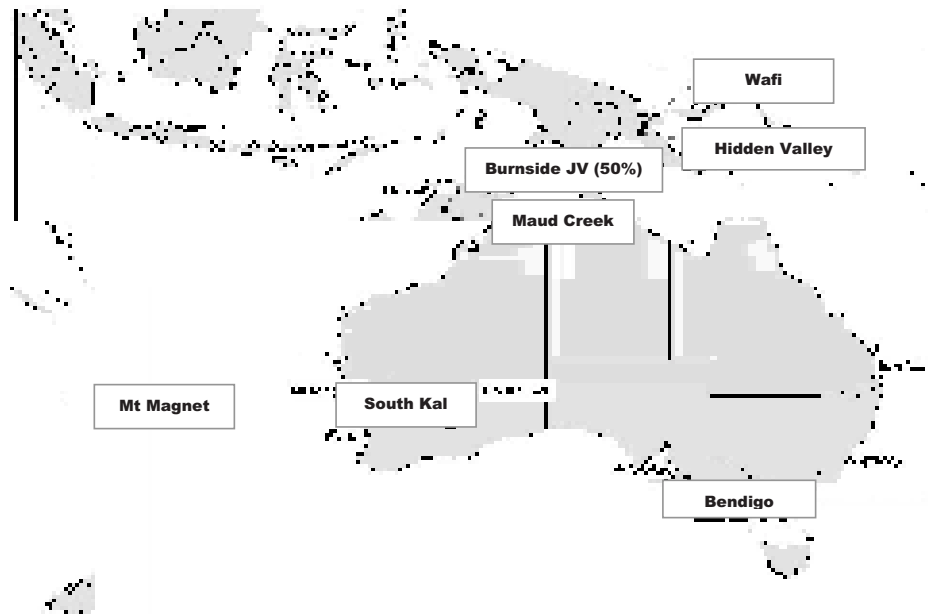 Wafi
Hidden Valley
Burnside JV (50%)
Maud Creek
Mt Magnet
South Kal
Bendigo